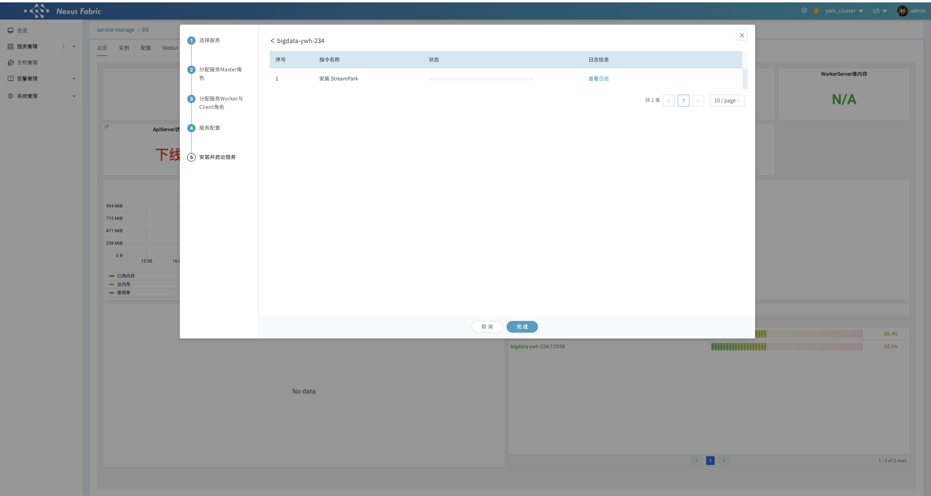 Nexus Fabric
ywh_cluster
US
admin
总览
服务管理
主机管理
告警管理
系统管理
service-manage / DS
总览
实例
配置
WebUI
ApiServer状
下线
954 MiB
715 MiB
477 MiB
238 MiB
0 B
15:50
16:
已用内存
总内存
使用率
No data
WorkerServer堆内存
N/A
96.4%
bigdata-ywh-234:12358
95.9%
1
1 - 2 of 2 rows
1 选择服务
2 分配服务Master角
色
3 分配服务Worker与
Client角色
4 服务配置
5 安装并启动服务
< bigdata-ywh-234
序号 指令名称 状态 日志信息
1 安装 StreamPark 查看日志
共 1 条 < 1 > 10 / page
取 消 完 成